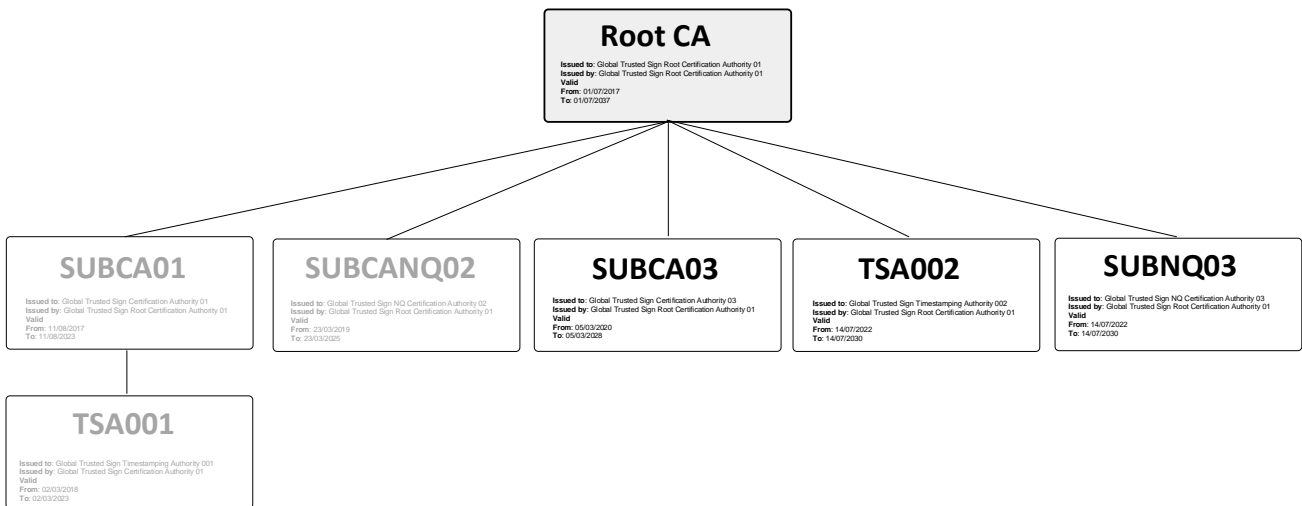 Root CA
Issued to: Global Trusted Sign Root Certification Authority 01
Issued by: Global Trusted Sign Root Certification Authority 01
Valid
From: 01/07/2017
To: 01/07/2037
SUBCA01
Issued to: Global Trusted Sign Certification Authority 01
Issued by: Global Trusted Sign Root Certification Authority 01
Valid
From: 11/08/2017
To: 11/08/2023
SUBCANQ02
Issued to: Global Trusted Sign NQ Certification Authority 02
Issued by: Global Trusted Sign Root Certification Authority 01
Valid
From: 23/03/2019
To: 23/03/2025
SUBCA03
Issued to: Global Trusted Sign Certification Authority 03
Issued by: Global Trusted Sign Root Certification Authority 01
Valid
From: 05/03/2020
To: 05/03/2028
TSA002
Issued to: Global Trusted Sign Timestamping Authority 002
Issued by: Global Trusted Sign Root Certification Authority 01
Valid
From: 14/07/2022
To: 14/07/2030
SUBNQ03
Issued to: Global Trusted Sign NQ Certification Authority 03
Issued by: Global Trusted Sign Root Certification Authority 01
Valid
From: 14/07/2022
To: 14/07/2030
TSA001
Issued to: Global Trusted Sign Timestamping Authority 001
Issued by: Global Trusted Sign Certification Authority 01
Valid
From: 02/03/2018
To: 02/03/2023